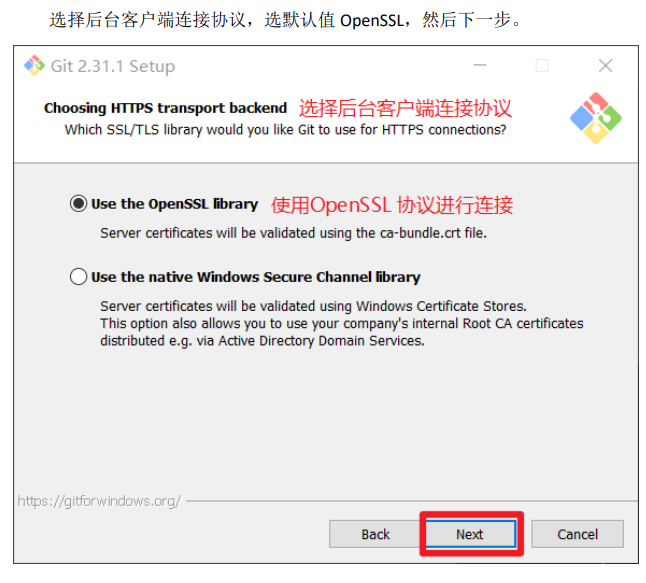 选择后台客户端连接协议，选默认值 OpenSSL，然后下一步。
Git 2.31.1 Setup
Choosing HTTPS transport backend 选择后台客户端连接协议
Which SSL/TLS library would you like Git to use for HTTPS connections?
Use the OpenSSL library 使用OpenSSL 协议进行连接
Server certificates will be validated using the ca-bundle.crt file.
Use the native Windows Secure Channel library
Server certificates will be validated using Windows Certificate Stores.
This option also allows you to use your company's internal Root CA certificates
distributed e.g. via Active Directory Domain Services.
https://gitforwindows.org/
Back Next Cancel